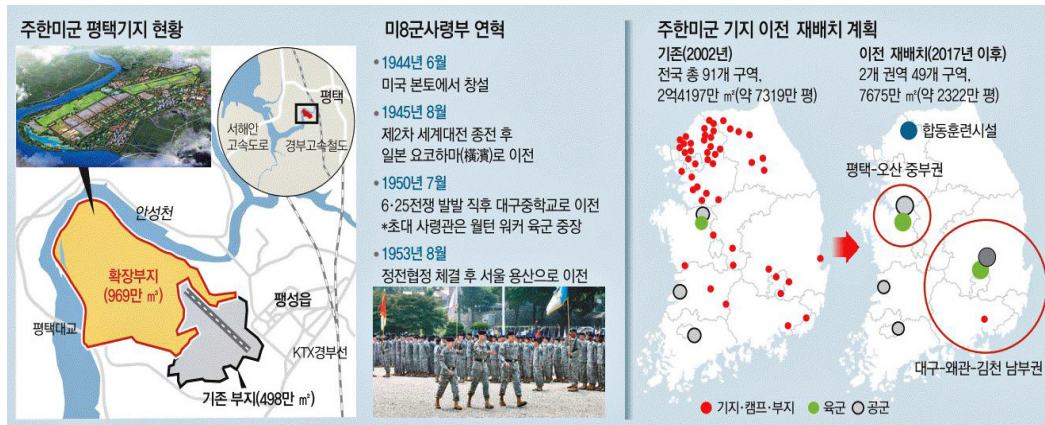 주한미군 평택기지 현황
평택
서해안
고속도로
경부고속철도
안성천
확장부지
(969만 ㎡)
팽성읍
평택대교
KTX경부선
기존 부지(498만 ㎡)
미8군사령부 연혁
•1944년 6월
미국 본토에서 창설
•1945년 8월
제2차 세계대전 종전 후
일본 요코하마(橫濱)로 이전
•1950년 7월
6·25전쟁 발발 직후 대구중학교로 이전
*초대 사령관은 월턴 워커 육군 중장
•1953년 8월
정전협정 체결 후 서울 용산으로 이전
주한미군 기지 이전 재배치 계획
기존(2002년)
전국 총 91개 구역,
2억4197만 ㎡(약 7319만 평)
이전 재배치(2017년 이후)
2개 권역 49개 구역,
7675만 ㎡(약 2322만 평)
합동훈련시설
평택-오산 중부권
대구-왜관-김천 남부권
기지·캠프·부지
육군
공군